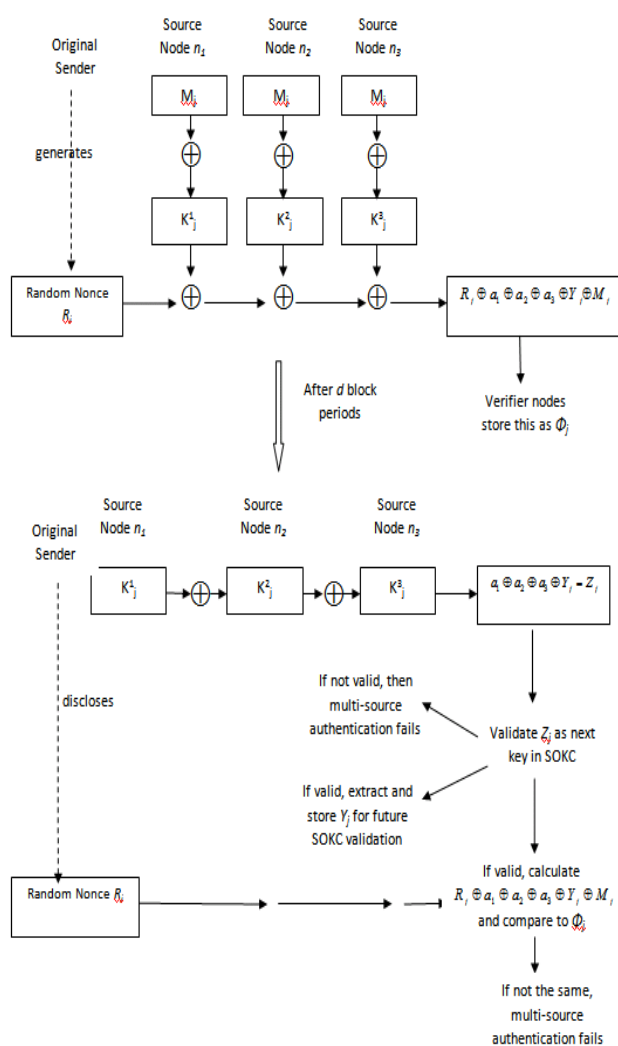 Original
Sender
Source
Node n₁
Source
Node n₂
Source
Node n₃
Mⱼ
Mⱼ
Mⱼ
generates
⊕
⊕
⊕
K¹ⱼ
K²ⱼ
K³ⱼ
Random Nonce
Rⱼ
⊕
⊕
⊕
Rⱼ ⊕ a₁ ⊕ a₂ ⊕ a₃ ⊕ Yⱼ ⊕ Mⱼ
After d block
periods
Verifier nodes
store this as Φⱼ
Original
Sender
Source
Node n₁
Source
Node n₂
Source
Node n₃
K¹ⱼ
⊕
K²ⱼ
⊕
K³ⱼ
a₁ ⊕ a₂ ⊕ a₃ ⊕ Yⱼ = Zⱼ
discloses
If not valid, then
multi-source
authentication fails
Validate Zⱼ as next
key in SOKC
If valid, extract and
store Yⱼ for future
SOKC validation
Random Nonce Rⱼ
If valid, calculate
Rⱼ ⊕ a₁ ⊕ a₂ ⊕ a₃ ⊕ Yⱼ ⊕ Mⱼ
and compare to Φⱼ
If not the same,
multi-source
authentication fails